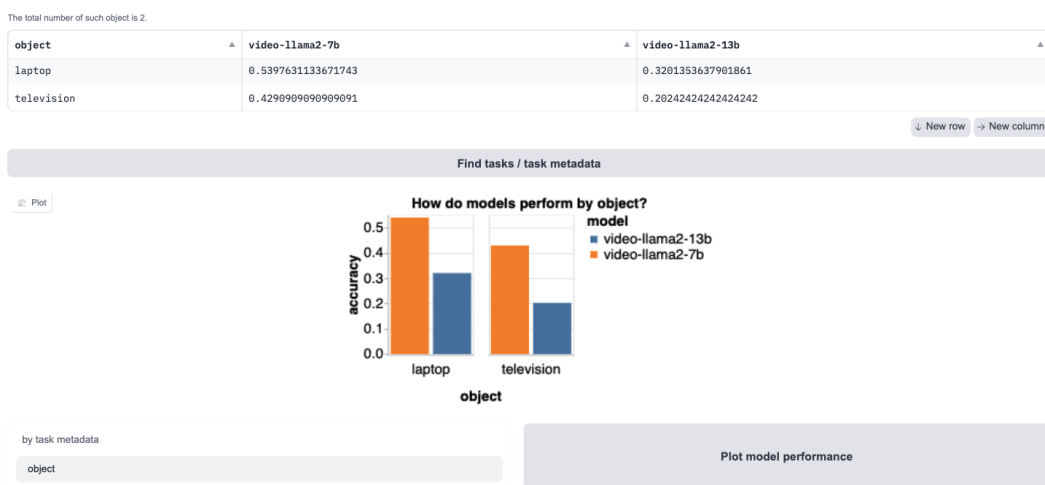 The total number of such object is 2.
object ▲ video-llama2-7b ▲ video-llama2-13b ▲
laptop 0.5397631133671743 0.3201353637901861
television 0.4290909090909091 0.20242424242424242
↓ New row → New column
Find tasks / task metadata
Plot
How do models perform by object?
model
video-llama2-13b
video-llama2-7b
accuracy
0.5
0.4
0.3
0.2
0.1
0.0
laptop television
object
by task metadata
object
Plot model performance